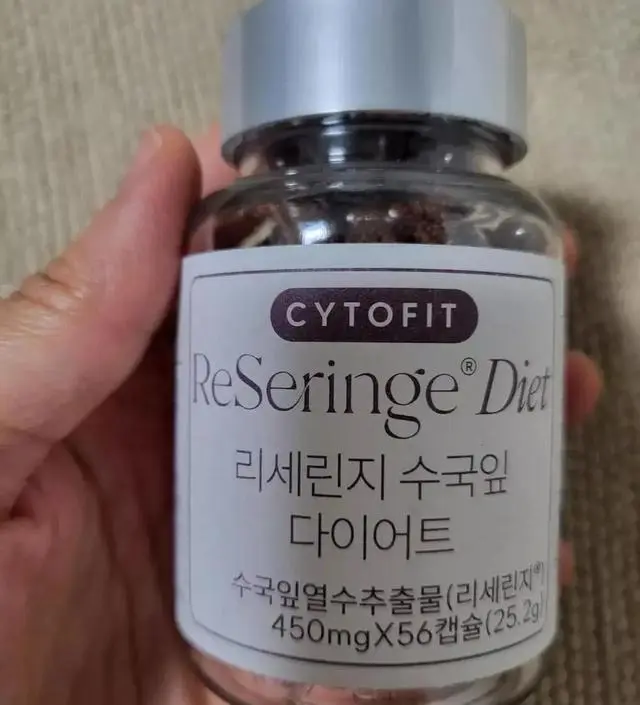 CYTOFIT
ReSeringe® Diet
리세린지 수국잎
다이어트
수국잎열수추출물(리세린지®)
450mgX56캡슐(25.2g)